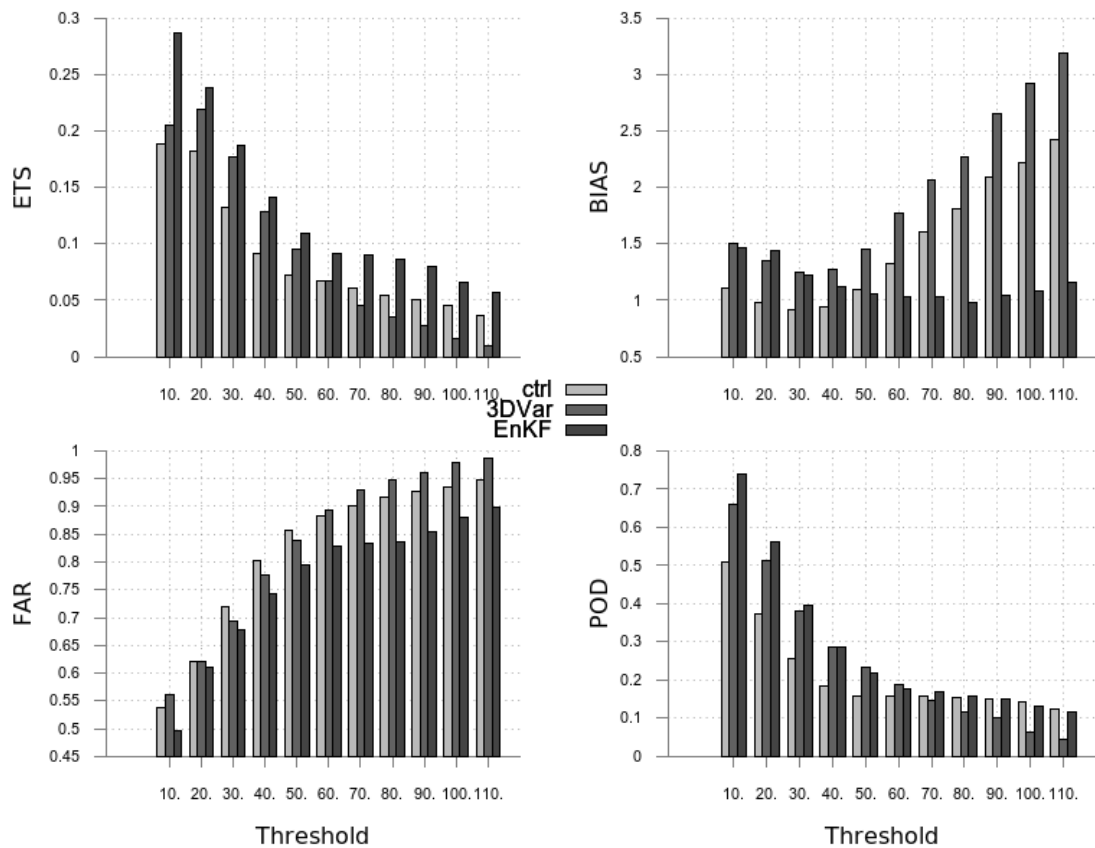 0.3
0.25
0.2
0.15
0.1
0.05
0
ETS
10. 20. 30. 40. 50. 60. 70. 80. 90. 100. 110.
3.5
3
2.5
2
1.5
1
0.5
BIAS
10. 20. 30. 40. 50. 60. 70. 80. 90. 100. 110.
ctrl
3DVar
EnKF
1
0.95
0.9
0.85
0.8
0.75
0.7
0.65
0.6
0.55
0.5
0.45
FAR
10. 20. 30. 40. 50. 60. 70. 80. 90. 100. 110.
Threshold
0.8
0.7
0.6
0.5
0.4
0.3
0.2
0.1
0
POD
10. 20. 30. 40. 50. 60. 70. 80. 90. 100. 110.
Threshold